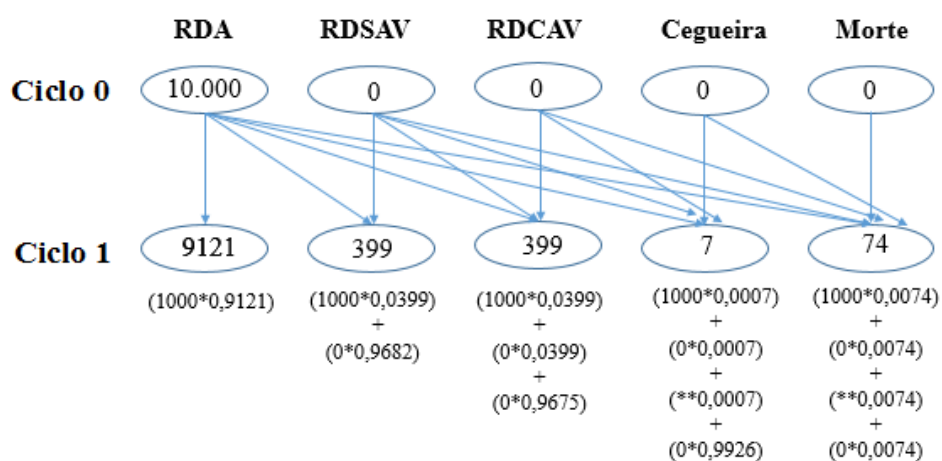 RDA RDSAV RDCAV Cegueira Morte
Ciclo 0 10.000 0 0 0 0
Ciclo 1 9121 399 399 7 74
(1000*0,9121) (1000*0,0399) (1000*0,0399) (1000*0,0007) (1000*0,0074)
+ + + +
(0*0,9682) (0*0,0399) (0*0,0007) (0*0,0074)
+ + +
(0*0,9675) (**0,0007) (**0,0074)
+ +
(0*0,9926) (0*0,0074)